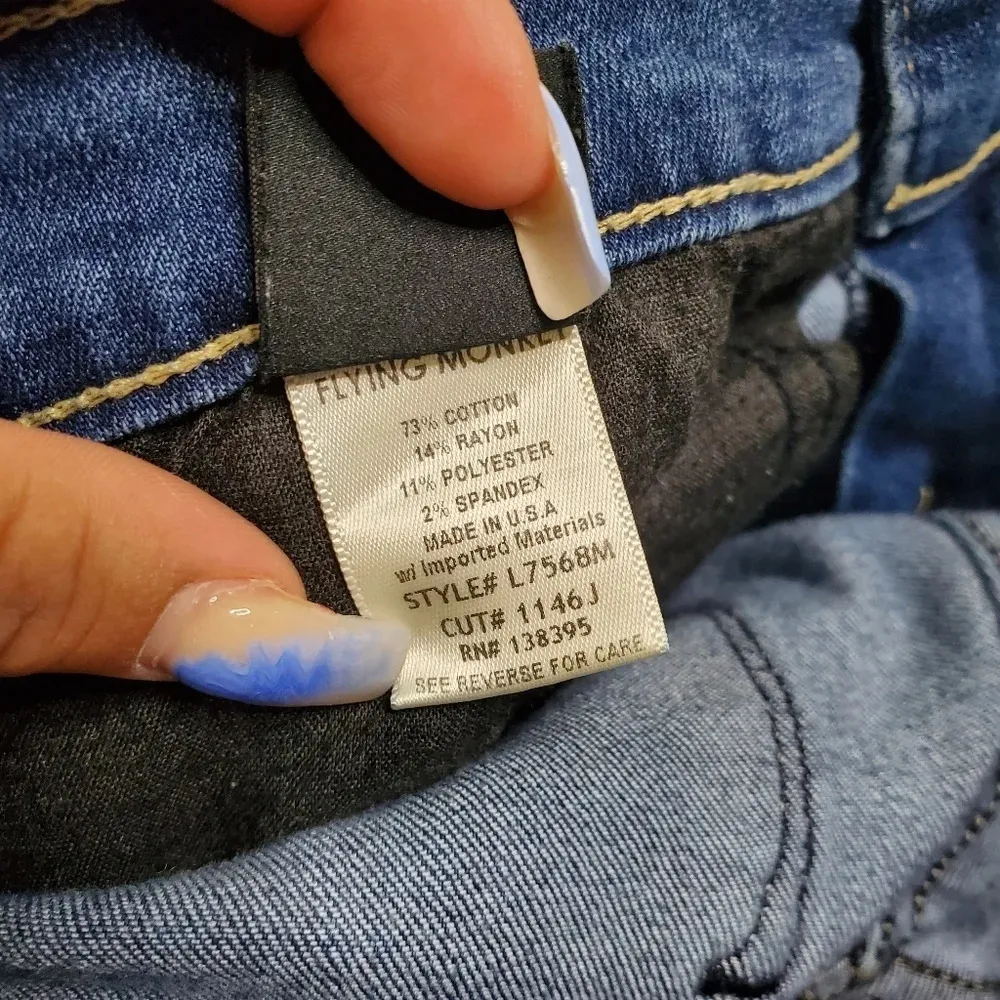 FLYING MONKEY
73% COTTON
14% RAYON
11% POLYESTER
2% SPANDEX
MADE IN U.S.A
w/ Imported Materials
STYLE# L7568M
CUT# 1146J
RN# 138395
SEE REVERSE FOR CARE